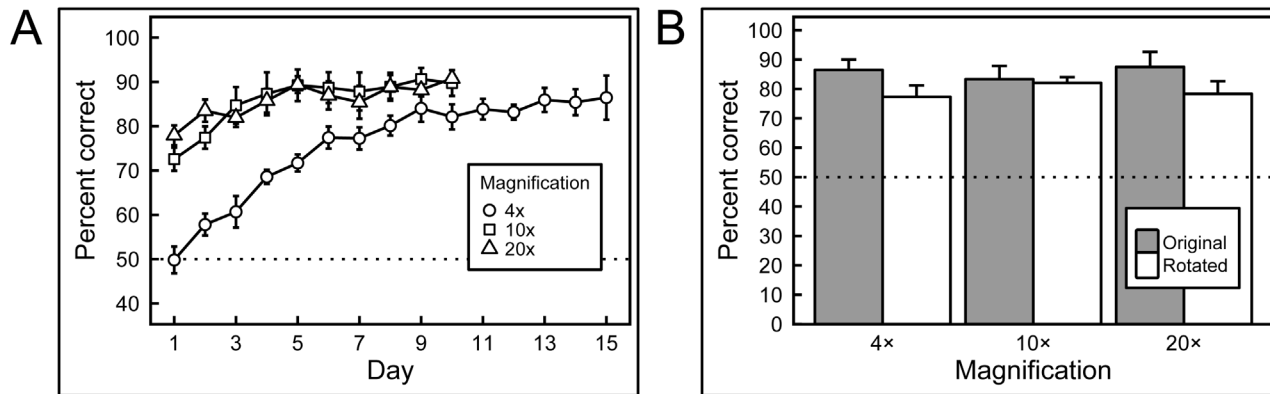 A
Percent correct
100
90
80
70
60
50
40
Magnification
4x
10x
20x
1 3 5 7 9 11 13 15
Day
B
Percent correct
100
90
80
70
60
50
40
30
20
10
0
Original
Rotated
4× 10× 20×
Magnification